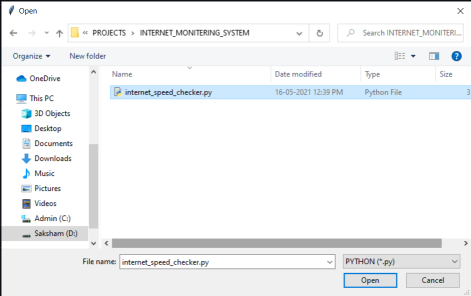 Open
« PROJECTS > INTERNET_MONITERING_SYSTEM
Search INTERNET_MONITERI...
Organize
New folder
Name
Date modified
Type
Size
OneDrive
This PC
3D Objects
Desktop
Documents
Downloads
Music
Pictures
Videos
Admin (C:)
Saksham (D:)
internet_speed_checker.py
16-05-2021 12:39 PM
Python File
3
File name:
internet_speed_checker.py
PYTHON (*.py)
Open
Cancel